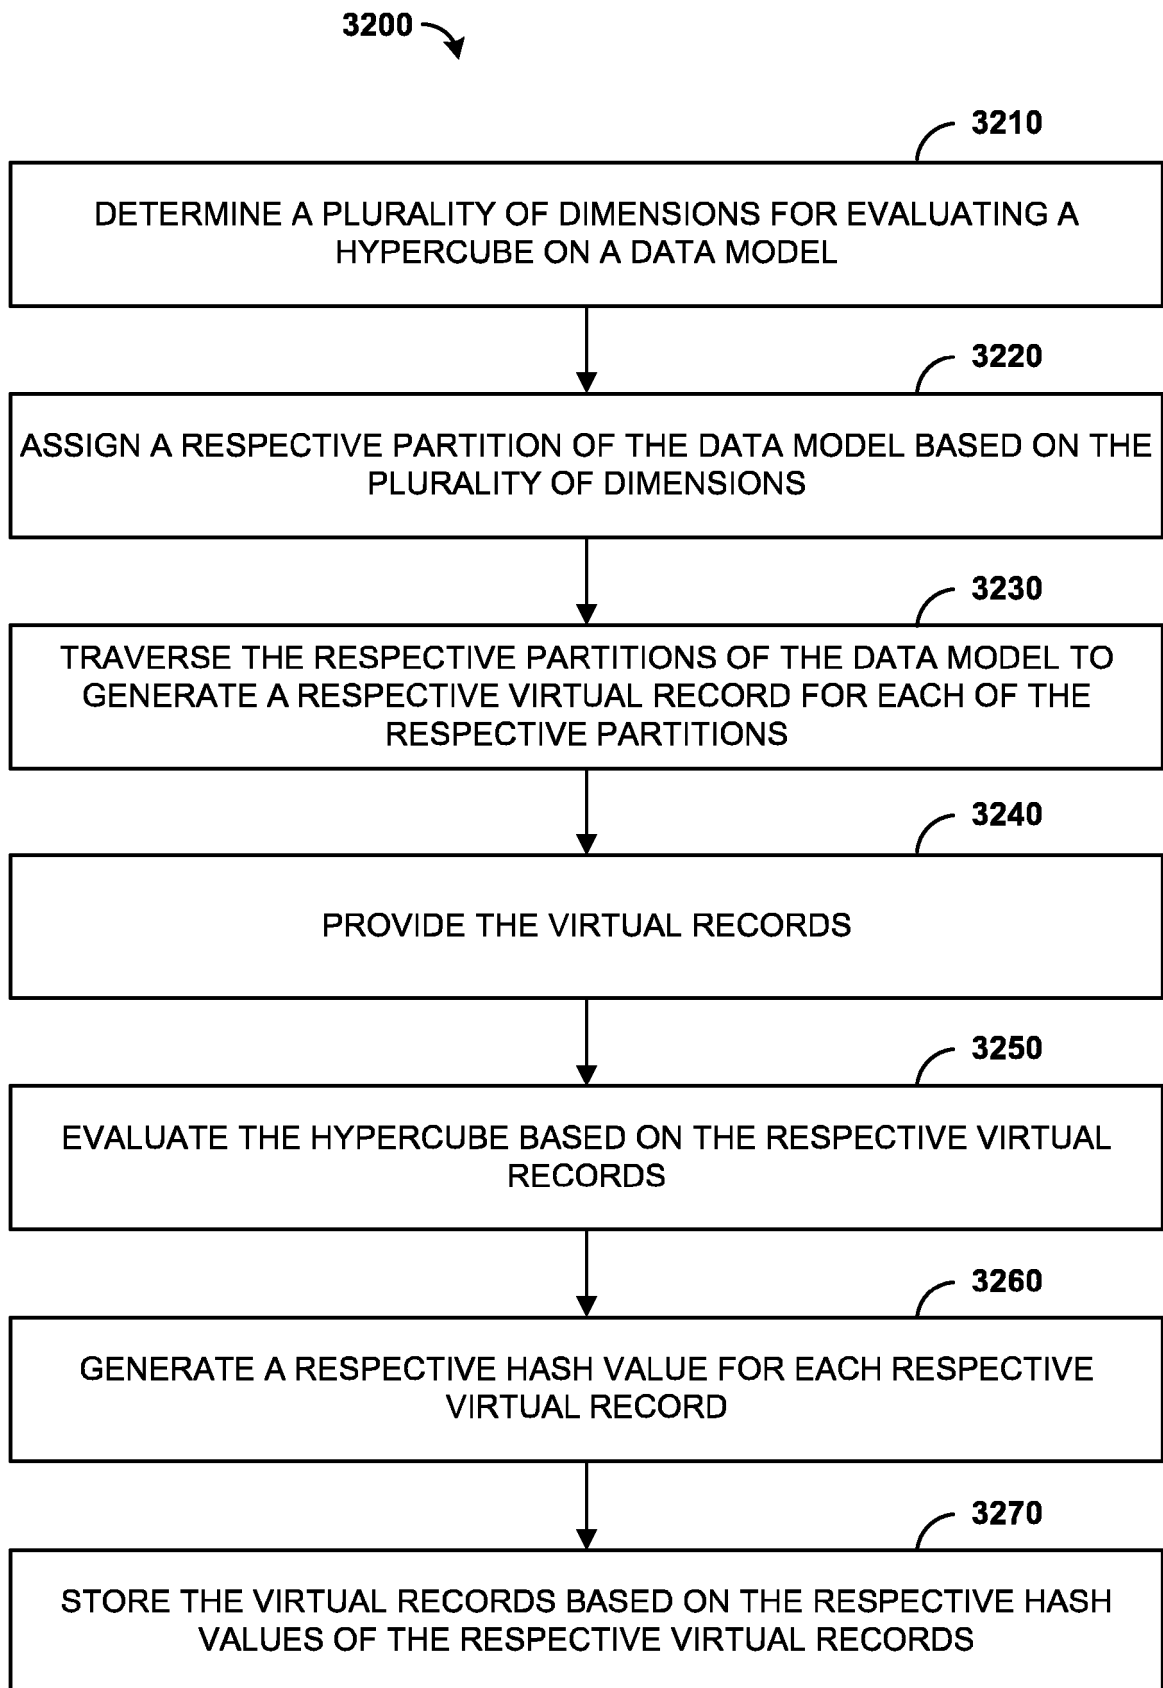 3200
3210
DETERMINE A PLURALITY OF DIMENSIONS FOR EVALUATING A
HYPERCUBE ON A DATA MODEL
3220
ASSIGN A RESPECTIVE PARTITION OF THE DATA MODEL BASED ON THE
PLURALITY OF DIMENSIONS
3230
TRAVERSE THE RESPECTIVE PARTITIONS OF THE DATA MODEL TO
GENERATE A RESPECTIVE VIRTUAL RECORD FOR EACH OF THE
RESPECTIVE PARTITIONS
3240
PROVIDE THE VIRTUAL RECORDS
3250
EVALUATE THE HYPERCUBE BASED ON THE RESPECTIVE VIRTUAL
RECORDS
3260
GENERATE A RESPECTIVE HASH VALUE FOR EACH RESPECTIVE
VIRTUAL RECORD
3270
STORE THE VIRTUAL RECORDS BASED ON THE RESPECTIVE HASH
VALUES OF THE RESPECTIVE VIRTUAL RECORDS